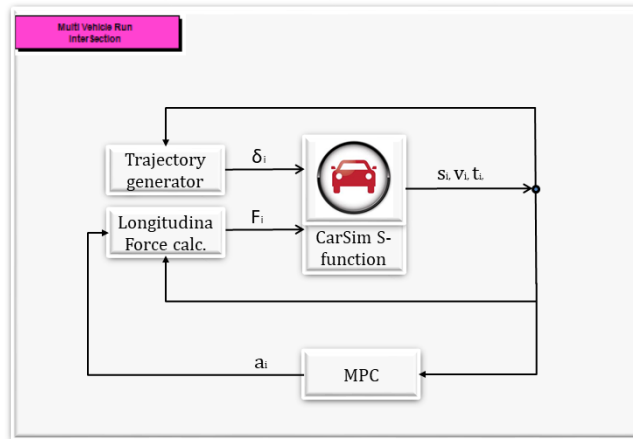 Multi Vehicle Run
InterSection
Trajectory
generator
δi
si, vi, ti,
Longitudina
Force calc.
Fi
CarSim S-
function
ai
MPC